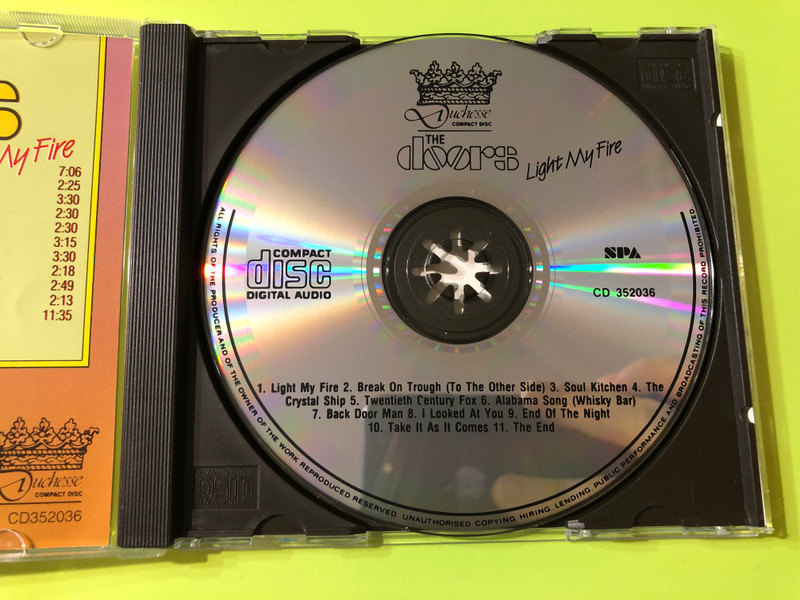 S
My Fire
7:06
2:25
3:30
2:30
2:30
3:15
3:30
2:18
2:49
2:13
11:35
Duchesse
COMPACT DISC
CD352036
Duchesse
COMPACT DISC
THE
doors
Light My Fire
COMPACT
disc
DIGITAL AUDIO
SPA
CD 352036
1. Light My Fire 2. Break On Trough (To The Other Side) 3. Soul Kitchen 4. The
Crystal Ship 5. Twentieth Century Fox 6. Alabama Song (Whisky Bar)
7. Back Door Man 8. I Looked At You 9. End Of The Night
10. Take It As It Comes 11. The End
ALL RIGHTS OF THE PRODUCER AND OF THE OWNER OF THE WORK REPRODUCED RESERVED. UNAUTHORISED COPYING, HIRING, LENDING, PUBLIC PERFORMANCE AND BROADCASTING OF THIS RECORD PROHIBITED
COMPACT
disc
DIGITAL AUDIO